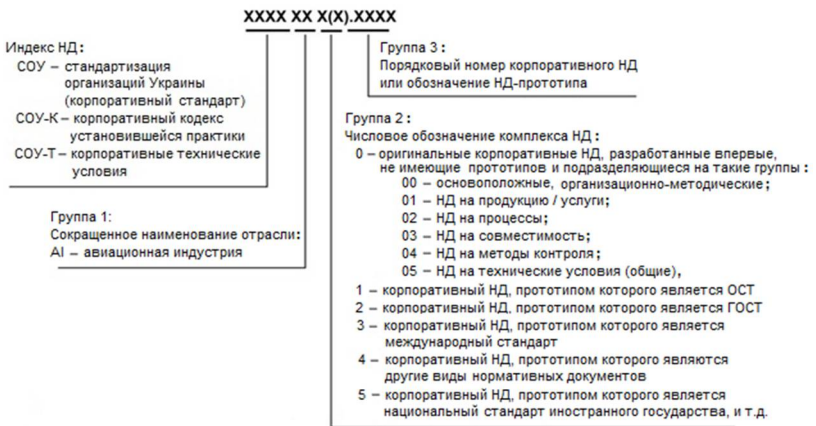 XXXX XX X(X).XXXX
Индекс НД:
СОУ – стандартизация
организаций Украины
(корпоративный стандарт)
СОУ-К – корпоративный кодекс
установившейся практики
СОУ-Т – корпоративные технические
условия
Группа 1:
Сокращенное наименование отрасли:
АІ – авиационная индустрия
Группа 3:
Порядковый номер корпоративного НД
или обозначение НД-прототипа
Группа 2:
Числовое обозначение комплекса НД:
0 – оригинальные корпоративные НД, разработанные впервые,
не имеющие прототипов и подразделяющиеся на такие группы:
00 – основоположные, организационно-методические;
01 – НД на продукцию / услуги;
02 – НД на процессы;
03 – НД на совместимость;
04 – НД на методы контроля;
05 – НД на технические условия (общие),
1 – корпоративный НД, прототипом которого является ОСТ
2 – корпоративный НД, прототипом которого является ГОСТ
3 – корпоративный НД, прототипом которого является
международный стандарт
4 – корпоративный НД, прототипом которого являются
другие виды нормативных документов
5 – корпоративный НД, прототипом которого является
национальный стандарт иностранного государства, и т.д.